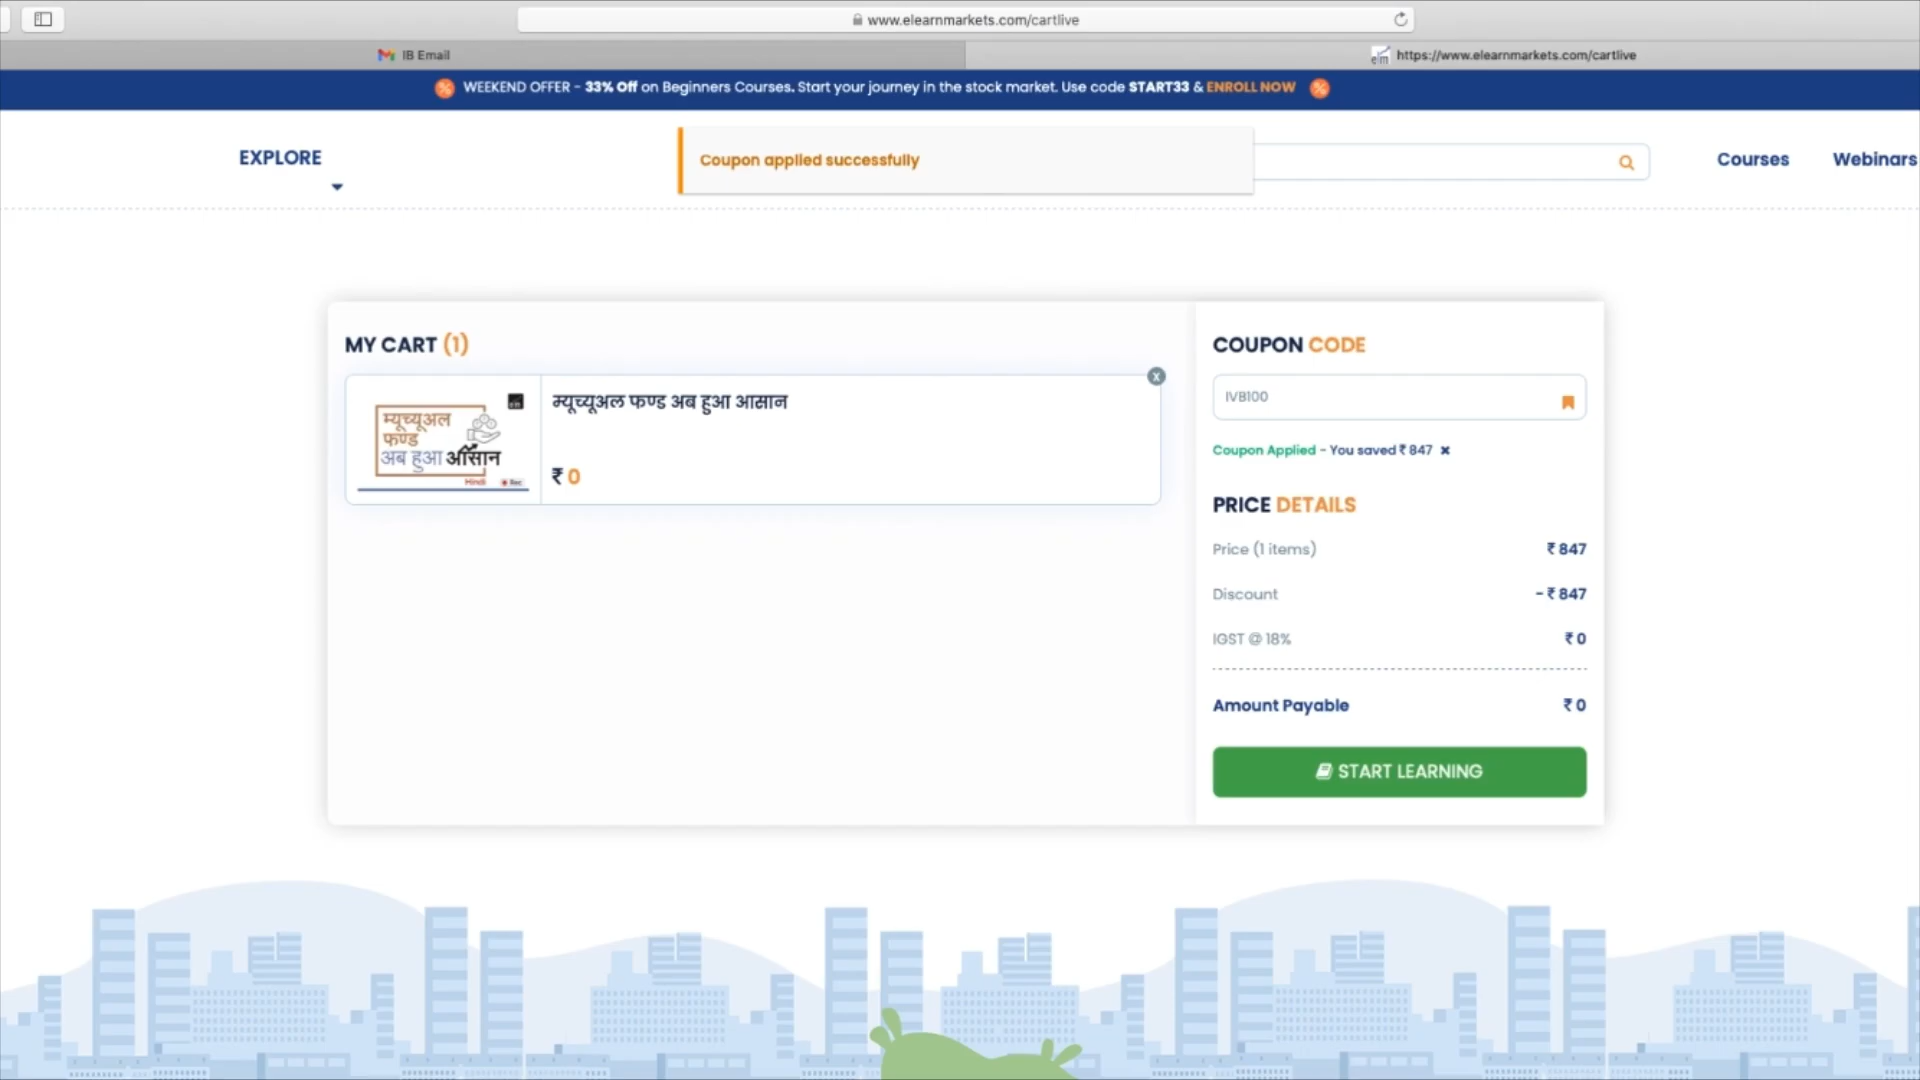 www.elearnmarkets.com/cartlive
IB Email
https://www.elearnmarkets.com/cartlive
WEEKEND OFFER - 33% Off on Beginners Courses. Start your journey in the stock market. Use code START33 & ENROLL NOW
EXPLORE
Coupon applied successfully
Courses
Webinars
MY CART (1)
X
म्यूच्यूअल
फण्ड
अब हुआ आसान
Hindi
Rec
म्यूच्यूअल फण्ड अब हुआ आसान
₹ 0
COUPON CODE
IVB100
Coupon Applied - You saved ₹ 847 ×
PRICE DETAILS
Price (1 items) ₹ 847
Discount - ₹ 847
IGST @ 18% ₹ 0
Amount Payable ₹ 0
START LEARNING